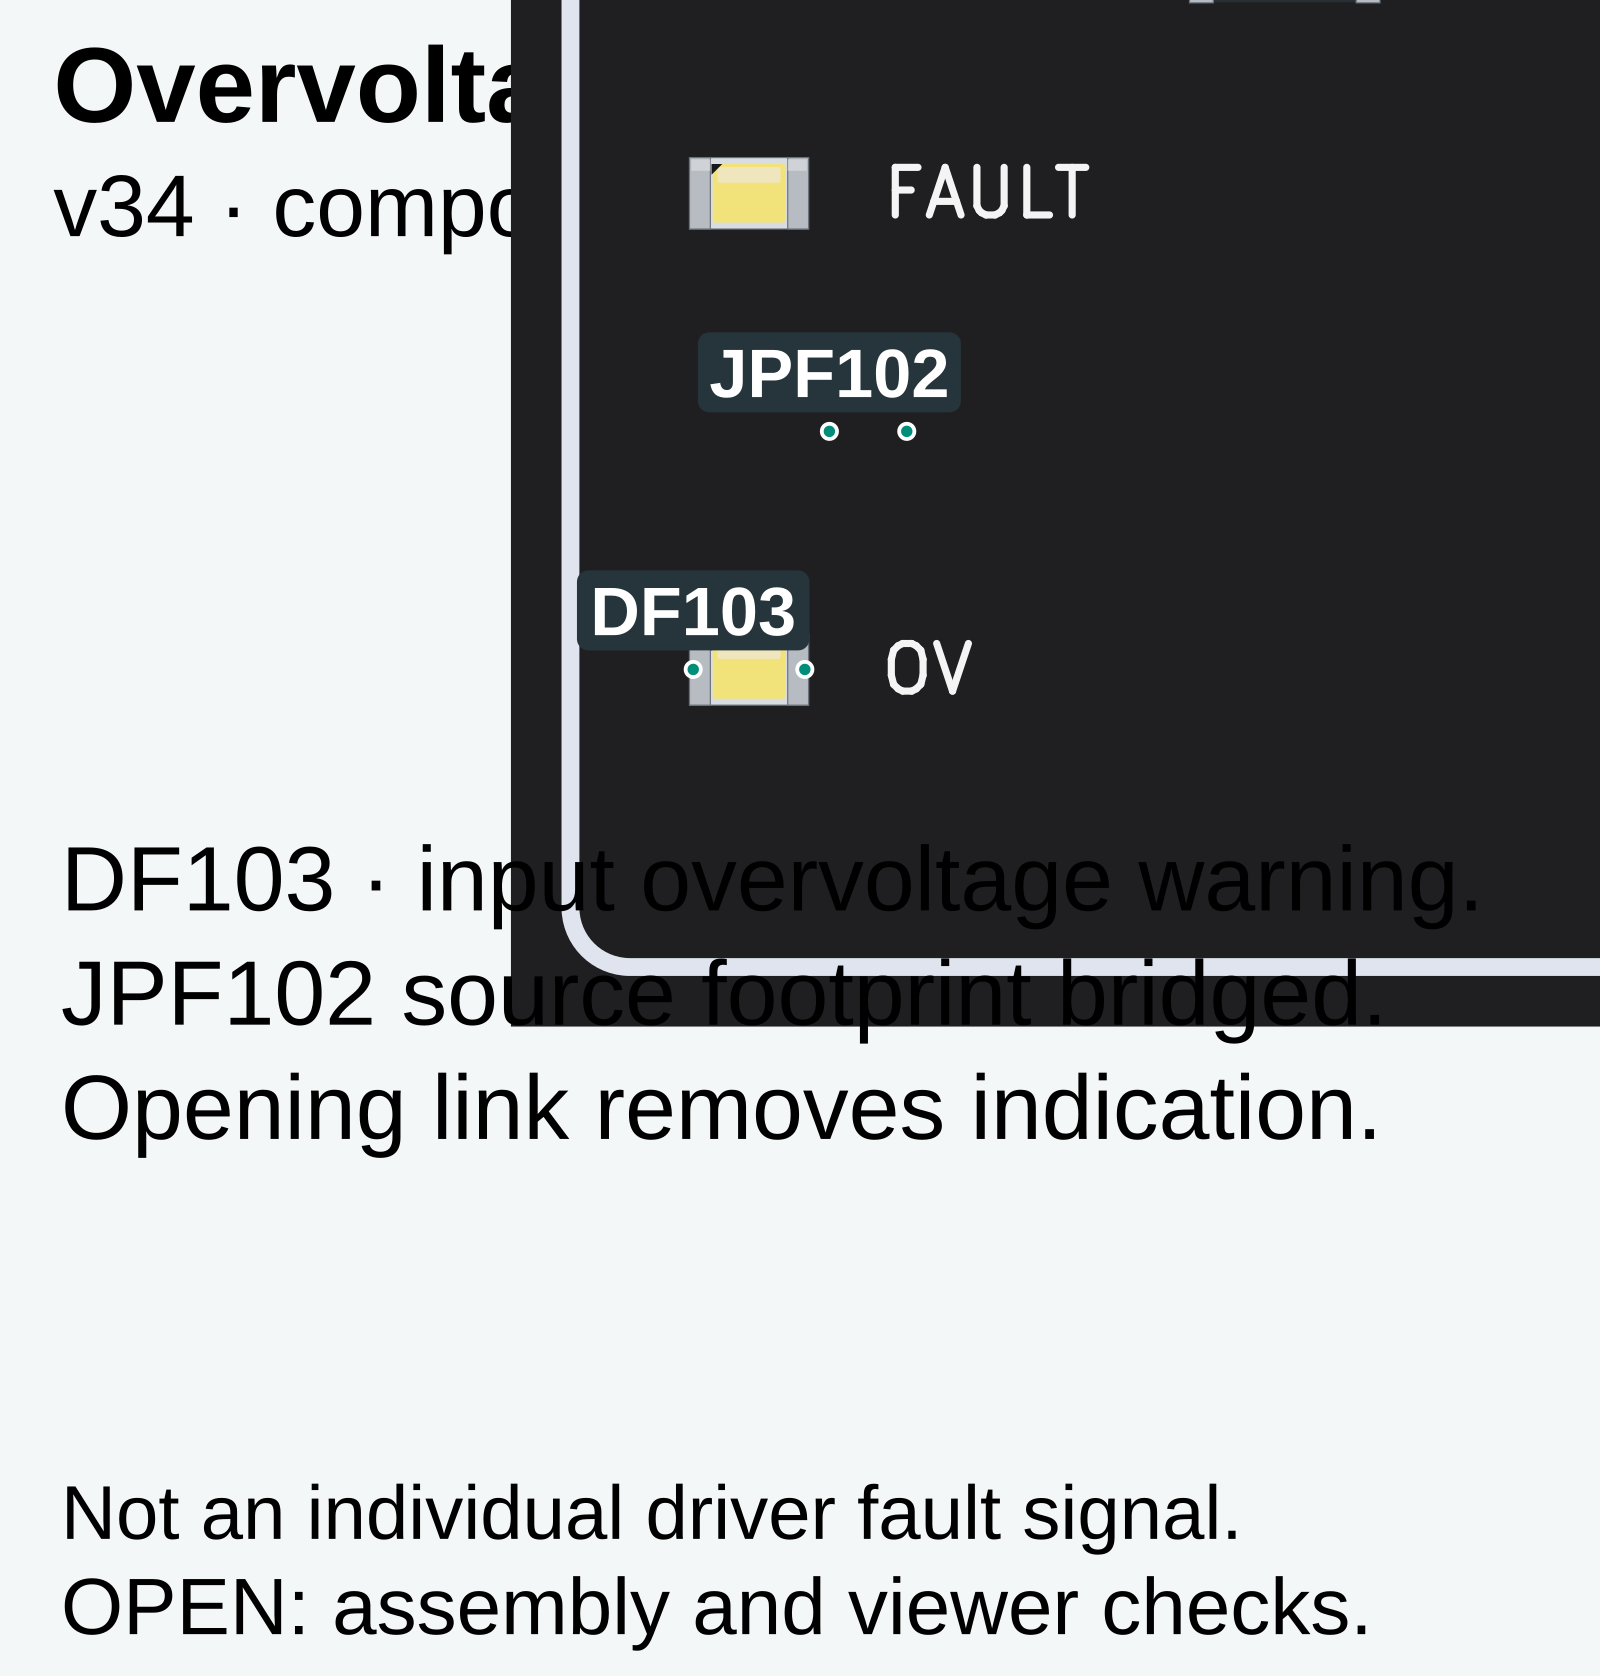 Overvolta
v34 · compo
FAULT
JPF102
DF103
OV
DF103 · input overvoltage warning.
JPF102 source footprint bridged.
Opening link removes indication.
Not an individual driver fault signal.
OPEN: assembly and viewer checks.